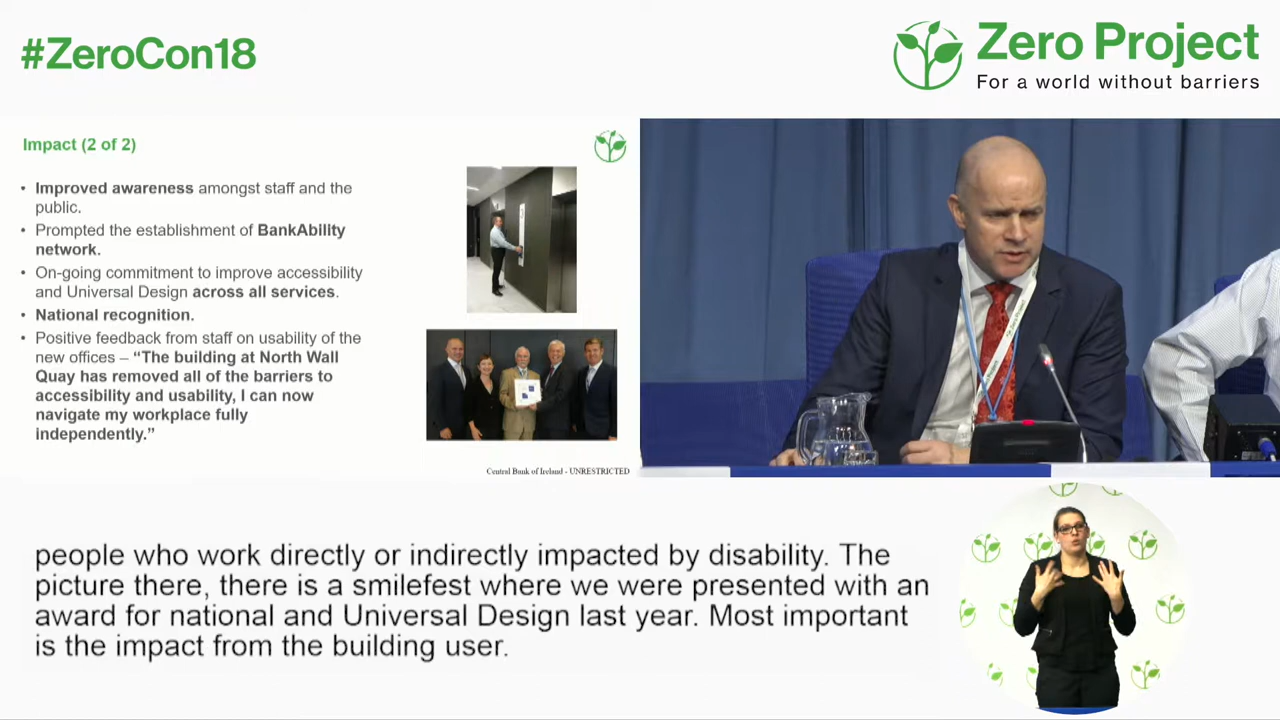 #ZeroCon18
Zero Project
For a world without barriers
Impact (2 of 2)
• Improved awareness amongst staff and the
public.
• Prompted the establishment of BankAbility
network.
• On-going commitment to improve accessibility
and Universal Design across all services.
• National recognition.
• Positive feedback from staff on usability of the
new offices – “The building at North Wall
Quay has removed all of the barriers to
accessibility and usability, I can now
navigate my workplace fully
independently.”
Central Bank of Ireland - UNRESTRICTED
people who work directly or indirectly impacted by disability. The
picture there, there is a smilefest where we were presented with an
award for national and Universal Design last year. Most important
is the impact from the building user.